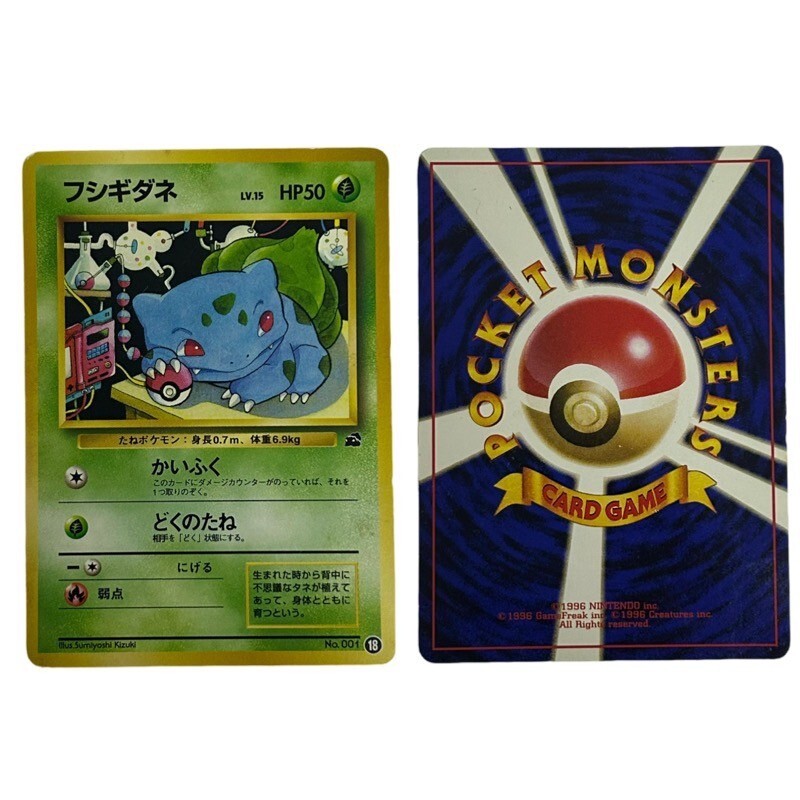 フシギダネ LV.15 HP50
たねポケモン：身長0.7m、体重6.9kg
かいふく
このカードにダメージカウンターがのっていれば、それを
1つ取りのぞく。
どくのたね
相手を「どく」状態にする。
にげる
弱点
生まれた時から背中に
不思議なタネが植えて
あって、身体とともに
育つという。
Illus.Sumiyoshi Kizuki No. 001 18
POCKET MONSTERS
CARD GAME
©1996 NINTENDO inc.
©1996 GameFreak inc. ©1996 Creatures inc.
All Rights reserved.